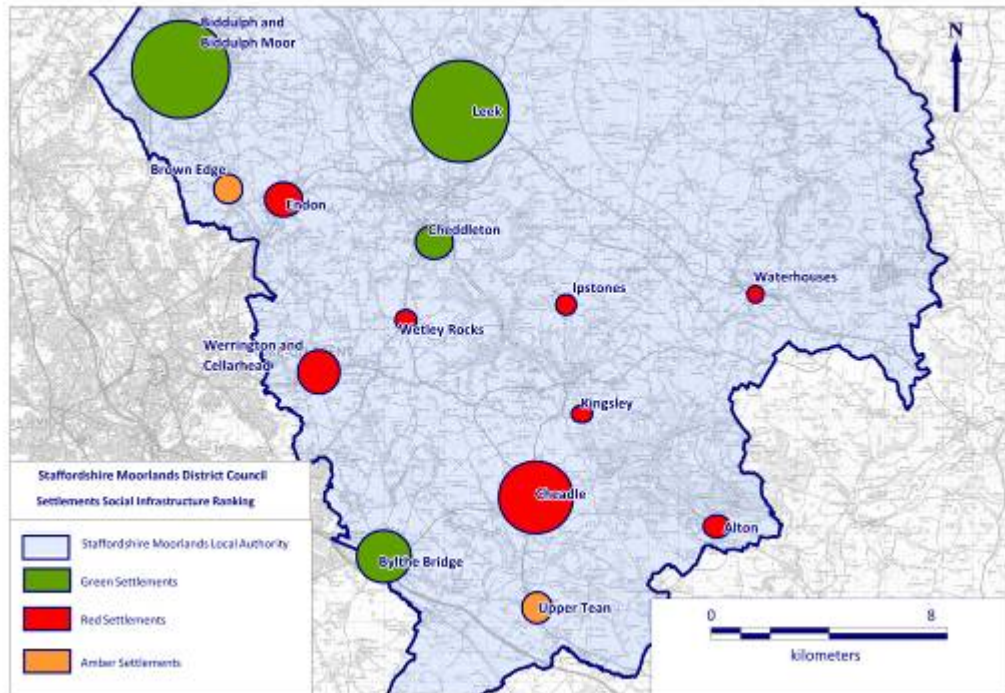 Biddulph and
Biddulph Moor
N
Leek
Brown Edge
Endon
Cheddleton
Waterhouses
Ipstones
Wetley Rocks
Werrington and
Cellarhead
Kingsley
Cheadle
Alton
Bylthe Bridge
Upper Tean
Staffordshire Moorlands District Council
Settlements Social Infrastructure Ranking
Staffordshire Moorlands Local Authority
Green Settlements
Red Settlements
Amber Settlements
0 8
kilometers